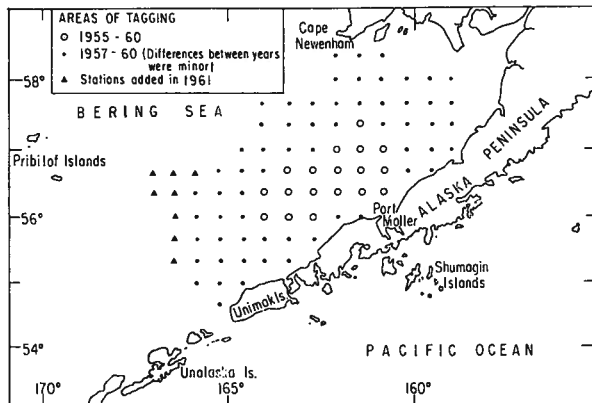 AREAS OF TAGGING
1955-60
1957-60 (Differences between years
were minor)
Stations added in 1961
Cape
Newenham
58°
BERING SEA
Pribilof Islands
ALASKA PENINSULA
56°
Port
Moller
Shumagin
Islands
Unimak Is.
54°
PACIFIC OCEAN
Unalaska Is.
170°
165°
160°